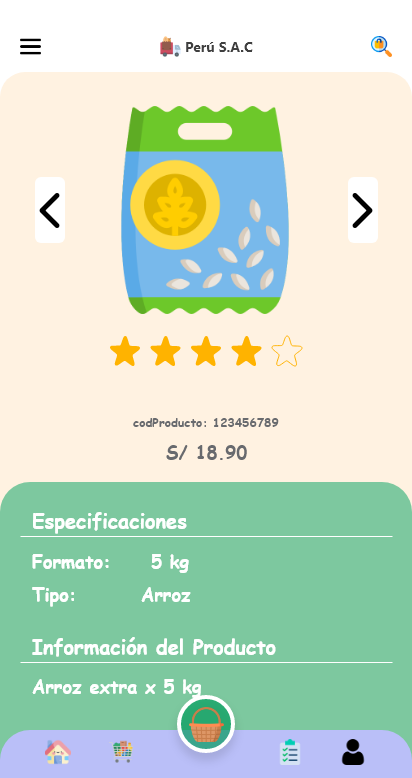 Perú S.A.C
codProducto: 123456789
S/ 18.90
Especificaciones
Formato: 5 kg
Tipo: Arroz
Información del Producto
Arroz extra x 5 kg